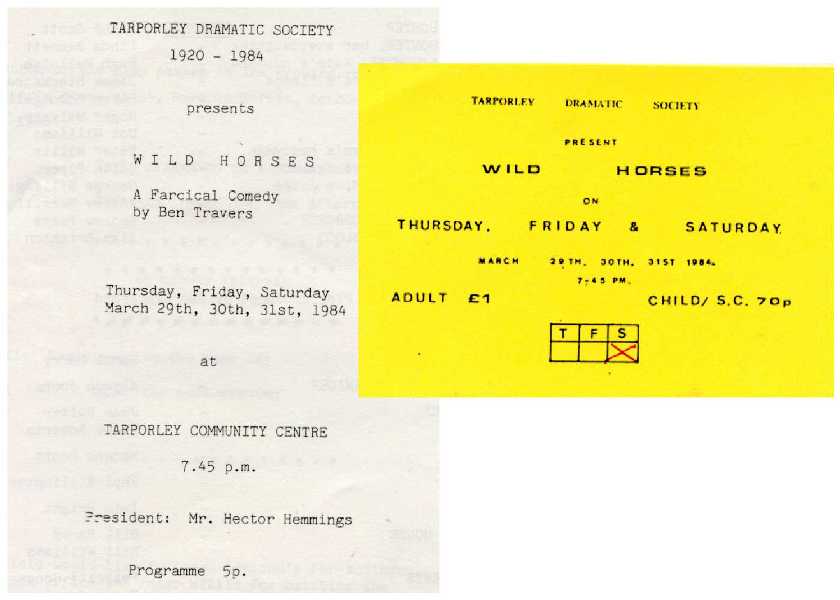 TARPORLEY DRAMATIC SOCIETY
1920 - 1984
presents
WILD HORSES
A Farcical Comedy
by Ben Travers
Thursday, Friday, Saturday
March 29th, 30th, 31st, 1984
at
TARPORLEY COMMUNITY CENTRE
7.45 p.m.
President: Mr. Hector Hemmings
Programme 5p.
TARPORLEY DRAMATIC SOCIETY
PRESENT
WILD HORSES
ON
THURSDAY, FRIDAY & SATURDAY
MARCH 29TH, 30TH, 31ST 1984.
7-45 PM.
ADULT £1 CHILD/ S.C. 70p
T F S